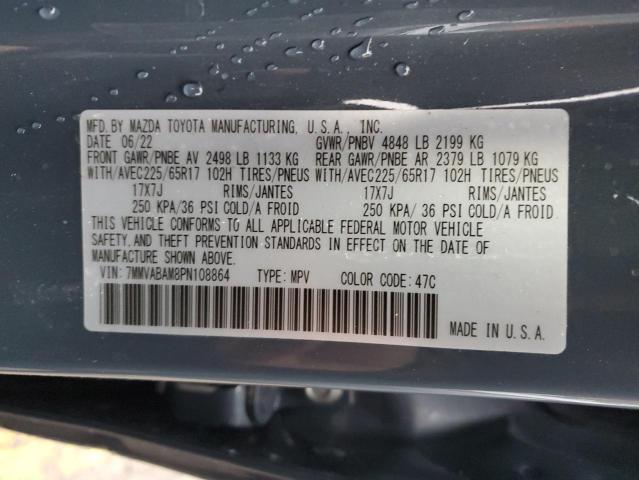 MFD. BY MAZDA TOYOTA MANUFACTURING, U.S.A., INC.
DATE 06/22 GVWR/PNBV 4848 LB 2199 KG
FRONT GAWR/PNBE AV 2498 LB 1133 KG REAR GAWR/PNBE AR 2379 LB 1079 KG
WITH/AVEC225/65R17 102H TIRES/PNEUS WITH/AVEC225/65R17 102H TIRES/PNEUS
17X7J RIMS/JANTES 17X7J RIMS/JANTES
250 KPA/36 PSI COLD/A FROID 250 KPA/36 PSI COLD/A FROID
THIS VEHICLE CONFORMS TO ALL APPLICABLE FEDERAL MOTOR VEHICLE
SAFETY, AND THEFT PREVENTION STANDARDS IN EFFECT ON THE DATE OF
MANUFACTURE SHOWN ABOVE.
VIN: 7MMVABAM8PN108864 TYPE: MPV COLOR CODE: 47C
MADE IN U.S.A.